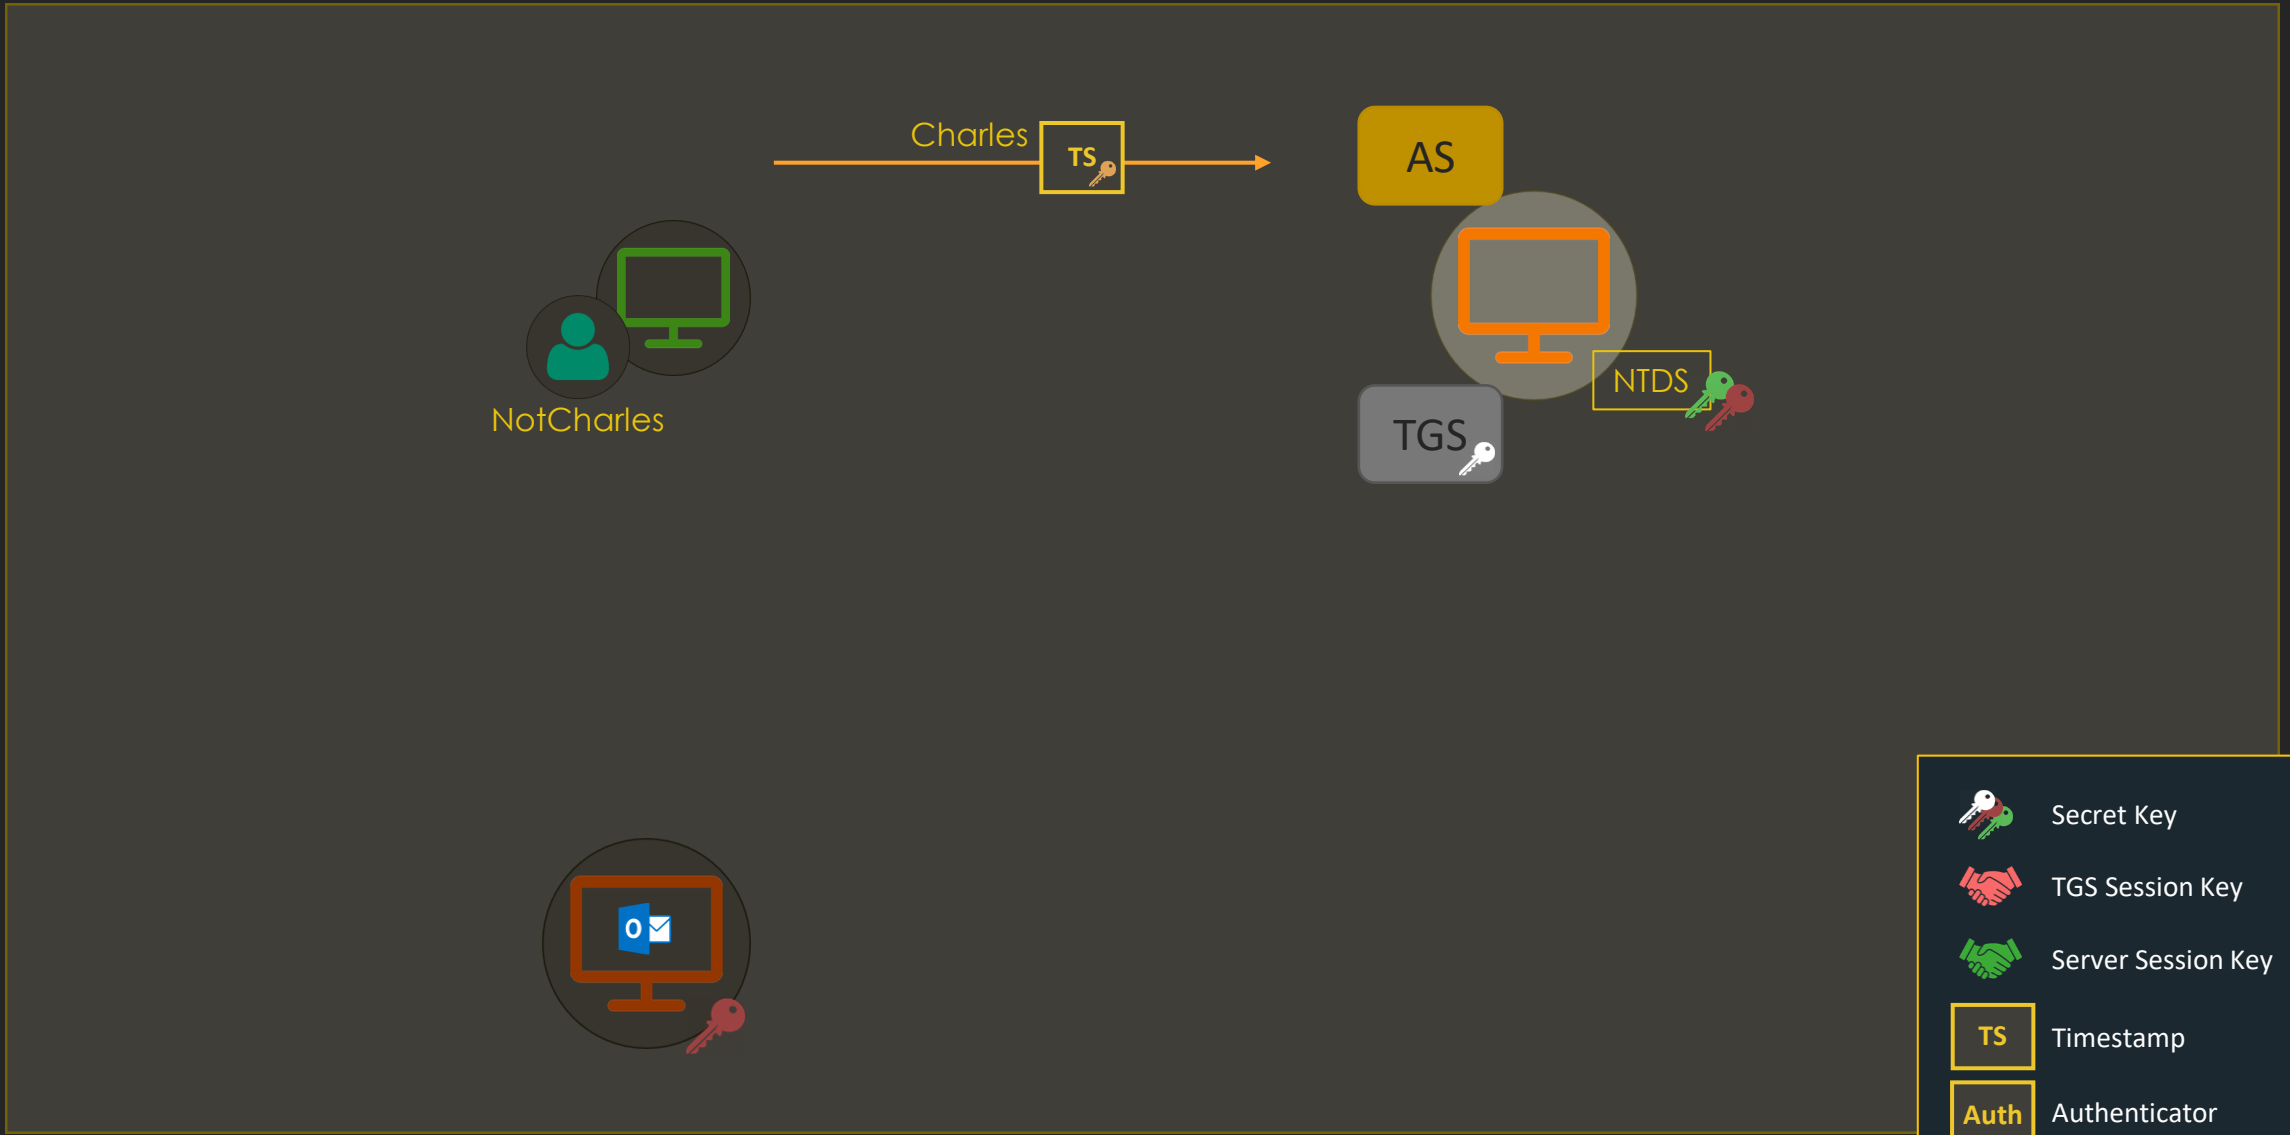 Charles
TS
AS
NTDS
NotCharles
TGS
O
Secret Key
TGS Session Key
Server Session Key
TS
Timestamp
Auth
Authenticator